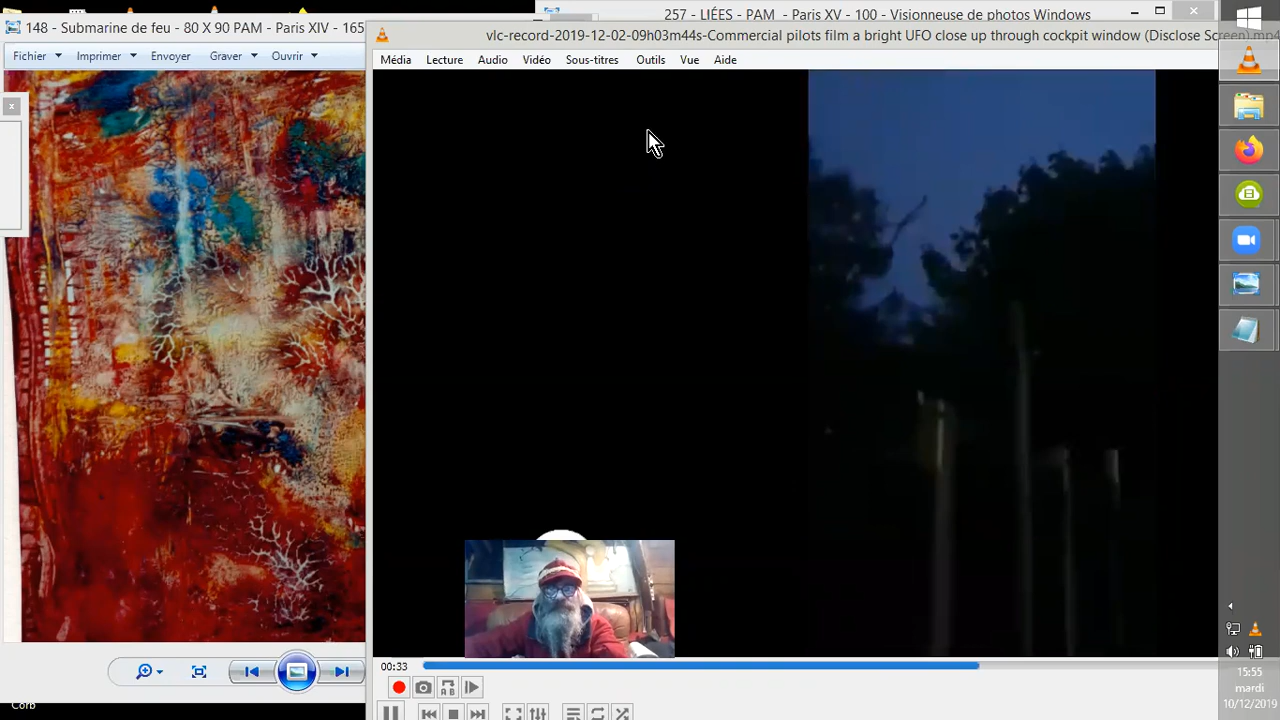 148 - Submarine de feu - 80 X 90 PAM - Paris XIV - 165
257 - LIÉES - PAM - Paris XV - 100 - Visionneuse de photos Windows
vlc-record-2019-12-02-09h03m44s-Commercial pilots film a bright UFO close up through cockpit window (Disclose Screen).mp4
Fichier Imprimer Envoyer Graver Ouvrir
Média Lecture Audio Vidéo Sous-titres Outils Vue Aide
x
00:33
A B
15:55
mardi
10/12/2019
Corb